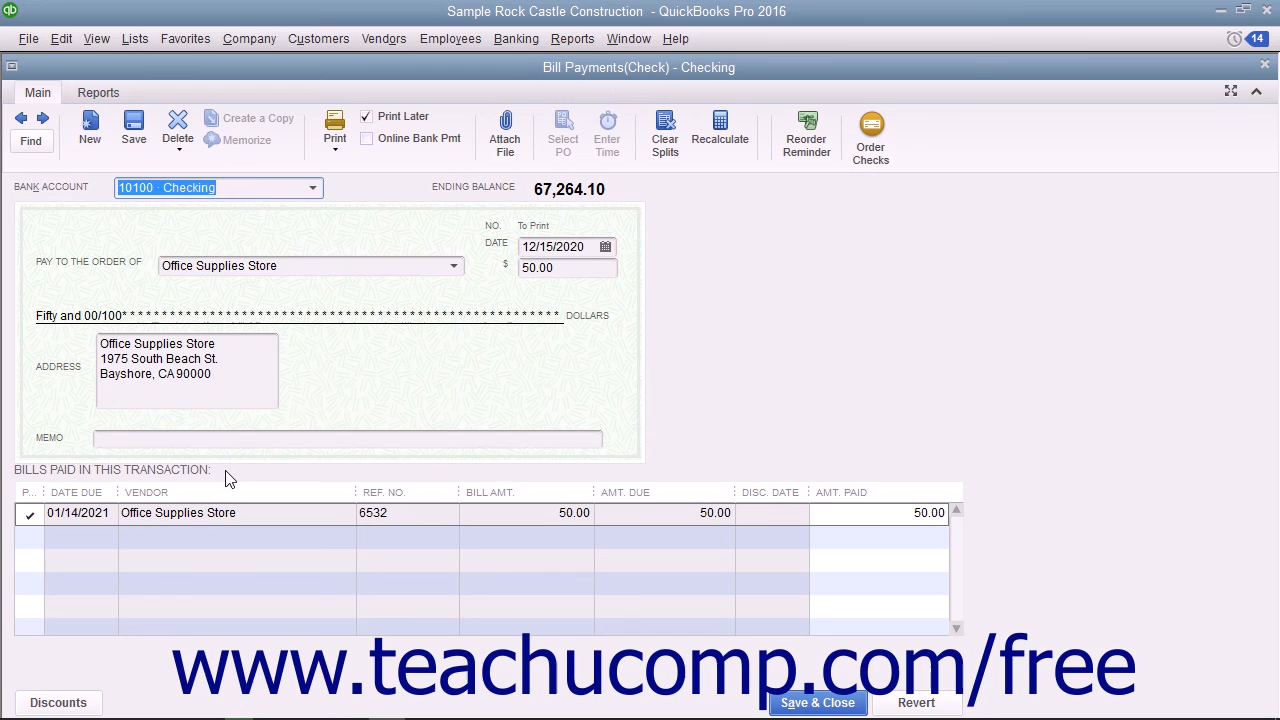 qb Sample Rock Castle Construction - QuickBooks Pro 2016
File Edit View Lists Favorites Company Customers Vendors Employees Banking Reports Window Help 14
Bill Payments(Check) - Checking
Main Reports
Find New Save Delete Create a Copy Memorize Print Print Later Online Bank Pmt Attach File Select PO Enter Time Clear Splits Recalculate Reorder Reminder Order Checks
BANK ACCOUNT 10100 · Checking ENDING BALANCE 67,264.10
NO. To Print
DATE 12/15/2020
PAY TO THE ORDER OF Office Supplies Store $ 50.00
Fifty and 00/100* * * * * * * * * * * * * * * * * * * * * * * * * * * * * * * * * * * * * * * * * * * * * * * * * * * * * DOLLARS
Office Supplies Store
1975 South Beach St.
ADDRESS
Bayshore, CA 90000
MEMO
BILLS PAID IN THIS TRANSACTION:
P... DATE DUE VENDOR REF. NO. BILL AMT. AMT. DUE DISC. DATE AMT. PAID
01/14/2021 Office Supplies Store 6532 50.00 50.00 50.00
www.teachucomp.com/free
Discounts Save & Close Revert